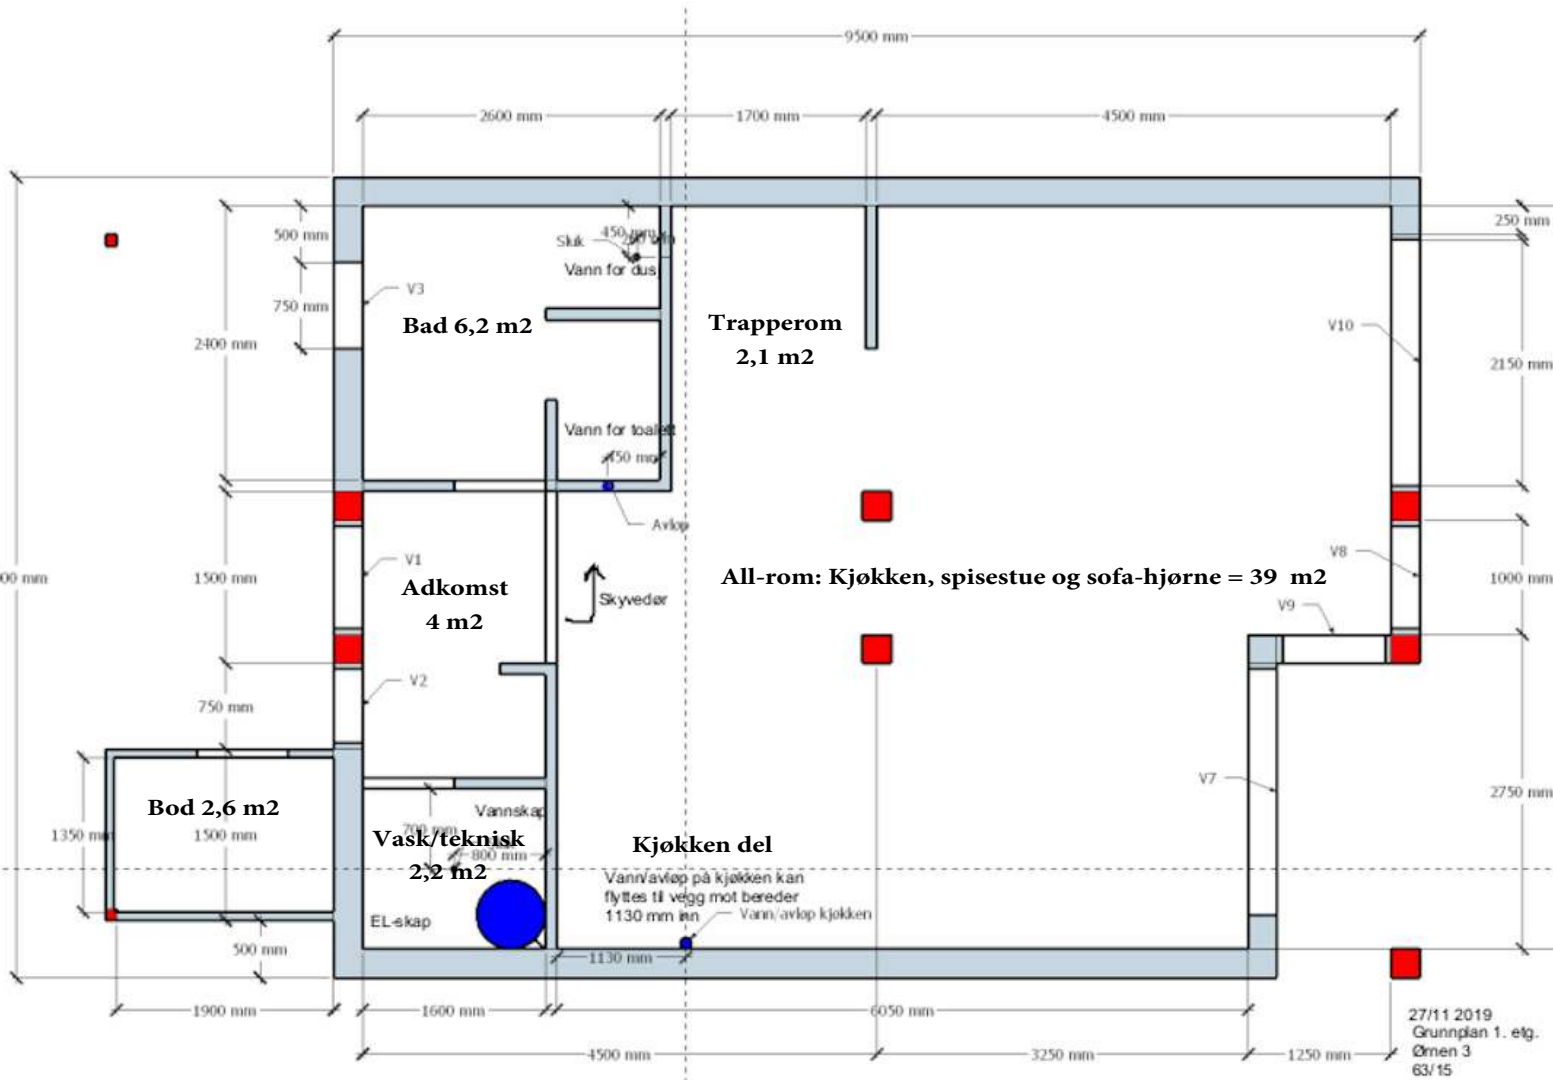 9500 mm
2600 mm
1700 mm
4500 mm
500 mm
450 mm
Sluk
250 mm
Vann for dus
V3
750 mm
Bad 6,2 m2
Trapperom
2,1 m2
V10
2400 mm
2150 mm
Vann for toalett
450 mm
Avløp
V1
V8
00 mm
1500 mm
Adkomst
4 m2
All-rom: Kjøkken, spisestue og sofa-hjørne = 39 m2
1000 mm
Skyvedør
V9
V2
750 mm
V7
2750 mm
Bod 2,6 m2
1350 mm
1500 mm
Vannskap
700 mm
Vask/teknisk
2,2 m2
800 mm
Kjøkken del
Vann/avløp på kjøkken kan
flyttes til vegg mot bereder
1130 mm inn
Vann/avløp kjøkken
EL-skap
500 mm
1130 mm
1900 mm
1600 mm
6050 mm
4500 mm
3250 mm
1250 mm
27/11 2019
Grunnplan 1. etg.
Ørnen 3
63/15